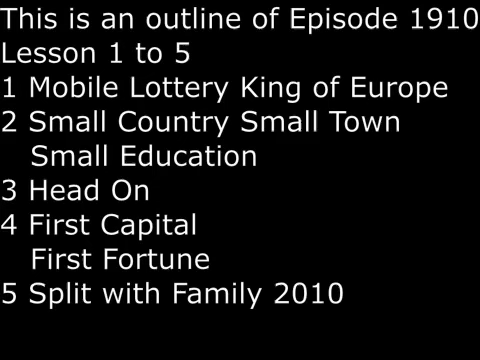 This is an outline of Episode 1910
Lesson 1 to 5
1 Mobile Lottery King of Europe
2 Small Country Small Town
Small Education
3 Head On
4 First Capital
First Fortune
5 Split with Family 2010